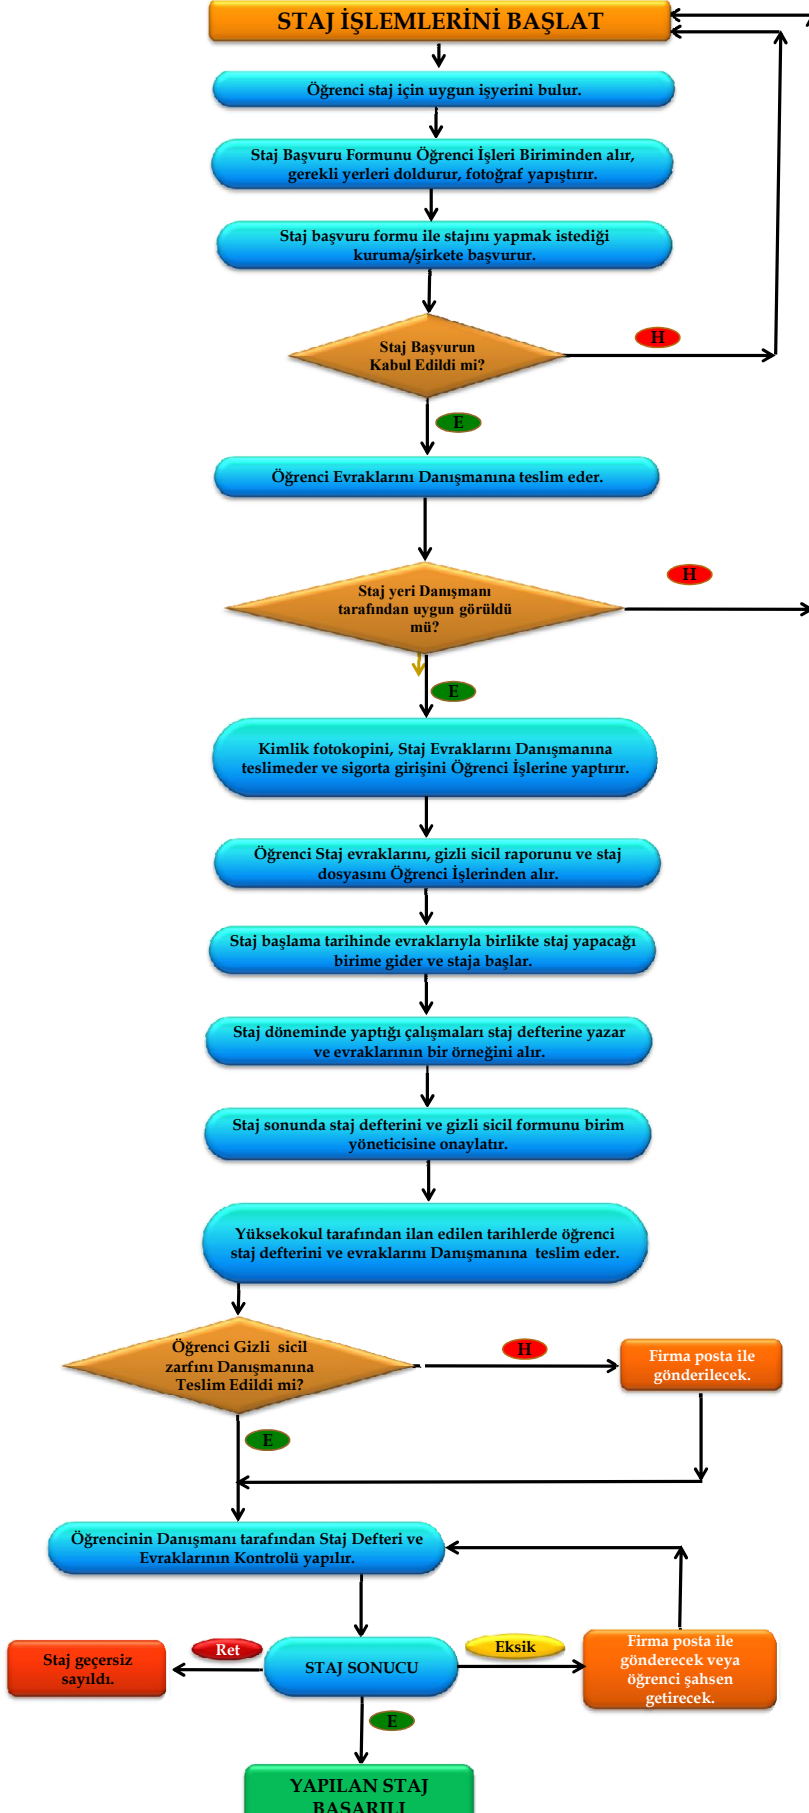 STAJ İŞLEMLERİNİ BAŞLAT
Öğrenci staj için uygun işyerini bulur.
Staj Başvuru Formunu Öğrenci İşleri Biriminden alır,
gerekli yerleri doldurur, fotoğraf yapıştırır.
Staj başvuru formu ile stajını yapmak istediği
kuruma/şirkete başvurur.
Staj Başvurun
Kabul Edildi mi?
H
E
Öğrenci Evraklarını Danışmanına teslim eder.
Staj yeri Danışmanı
tarafından uygun görüldü
mü?
H
E
Kimlik fotokopini, Staj Evraklarını Danışmanına
teslimeder ve sigorta girişini Öğrenci İşlerine yaptırır.
Öğrenci Staj evraklarını, gizli sicil raporunu ve staj
dosyasını Öğrenci İşlerinden alır.
Staj başlama tarihinde evraklarıyla birlikte staj yapacağı
birime gider ve staja başlar.
Staj döneminde yaptığı çalışmaları staj defterine yazar
ve evraklarının bir örneğini alır.
Staj sonunda staj defterini ve gizli sicil formunu birim
yöneticisine onaylatır.
Yüksekokul tarafından ilan edilen tarihlerde öğrenci
staj defterini ve evraklarını Danışmanına teslim eder.
Öğrenci Gizli sicil
zarfını Danışmanına
Teslim Edildi mi?
H
Firma posta ile
gönderilecek.
E
Öğrencinin Danışmanı tarafından Staj Defteri ve
Evraklarının Kontrolü yapılır.
Staj geçersiz
sayıldı.
Ret
STAJ SONUCU
Eksik
Firma posta ile
gönderecek veya
öğrenci şahsen
getirecek.
E
YAPILAN STAJ
BAŞARILI